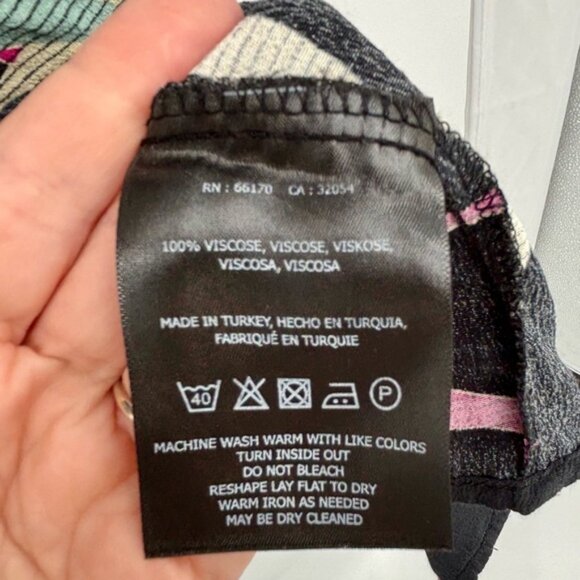 RN : 66170 CA : 32054
100% VISCOSE, VISCOSE, VISKOSE,
VISCOSA, VISCOSA
MADE IN TURKEY, HECHO EN TURQUIA,
FABRIQUÉ EN TURQUIE
40 P
MACHINE WASH WARM WITH LIKE COLORS
TURN INSIDE OUT
DO NOT BLEACH
RESHAPE LAY FLAT TO DRY
WARM IRON AS NEEDED
MAY BE DRY CLEANED